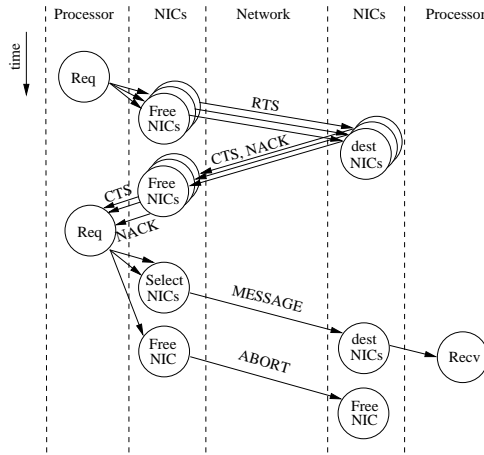 Processor
NICs
Network
NICs
Processor
time
Req
Free
NICs
RTS
dest
NICs
CTS, NACK
CTS
Free
NICs
Req
NACK
Select
NICs
MESSAGE
Free
NIC
dest
NICs
Recv
ABORT
Free
NIC